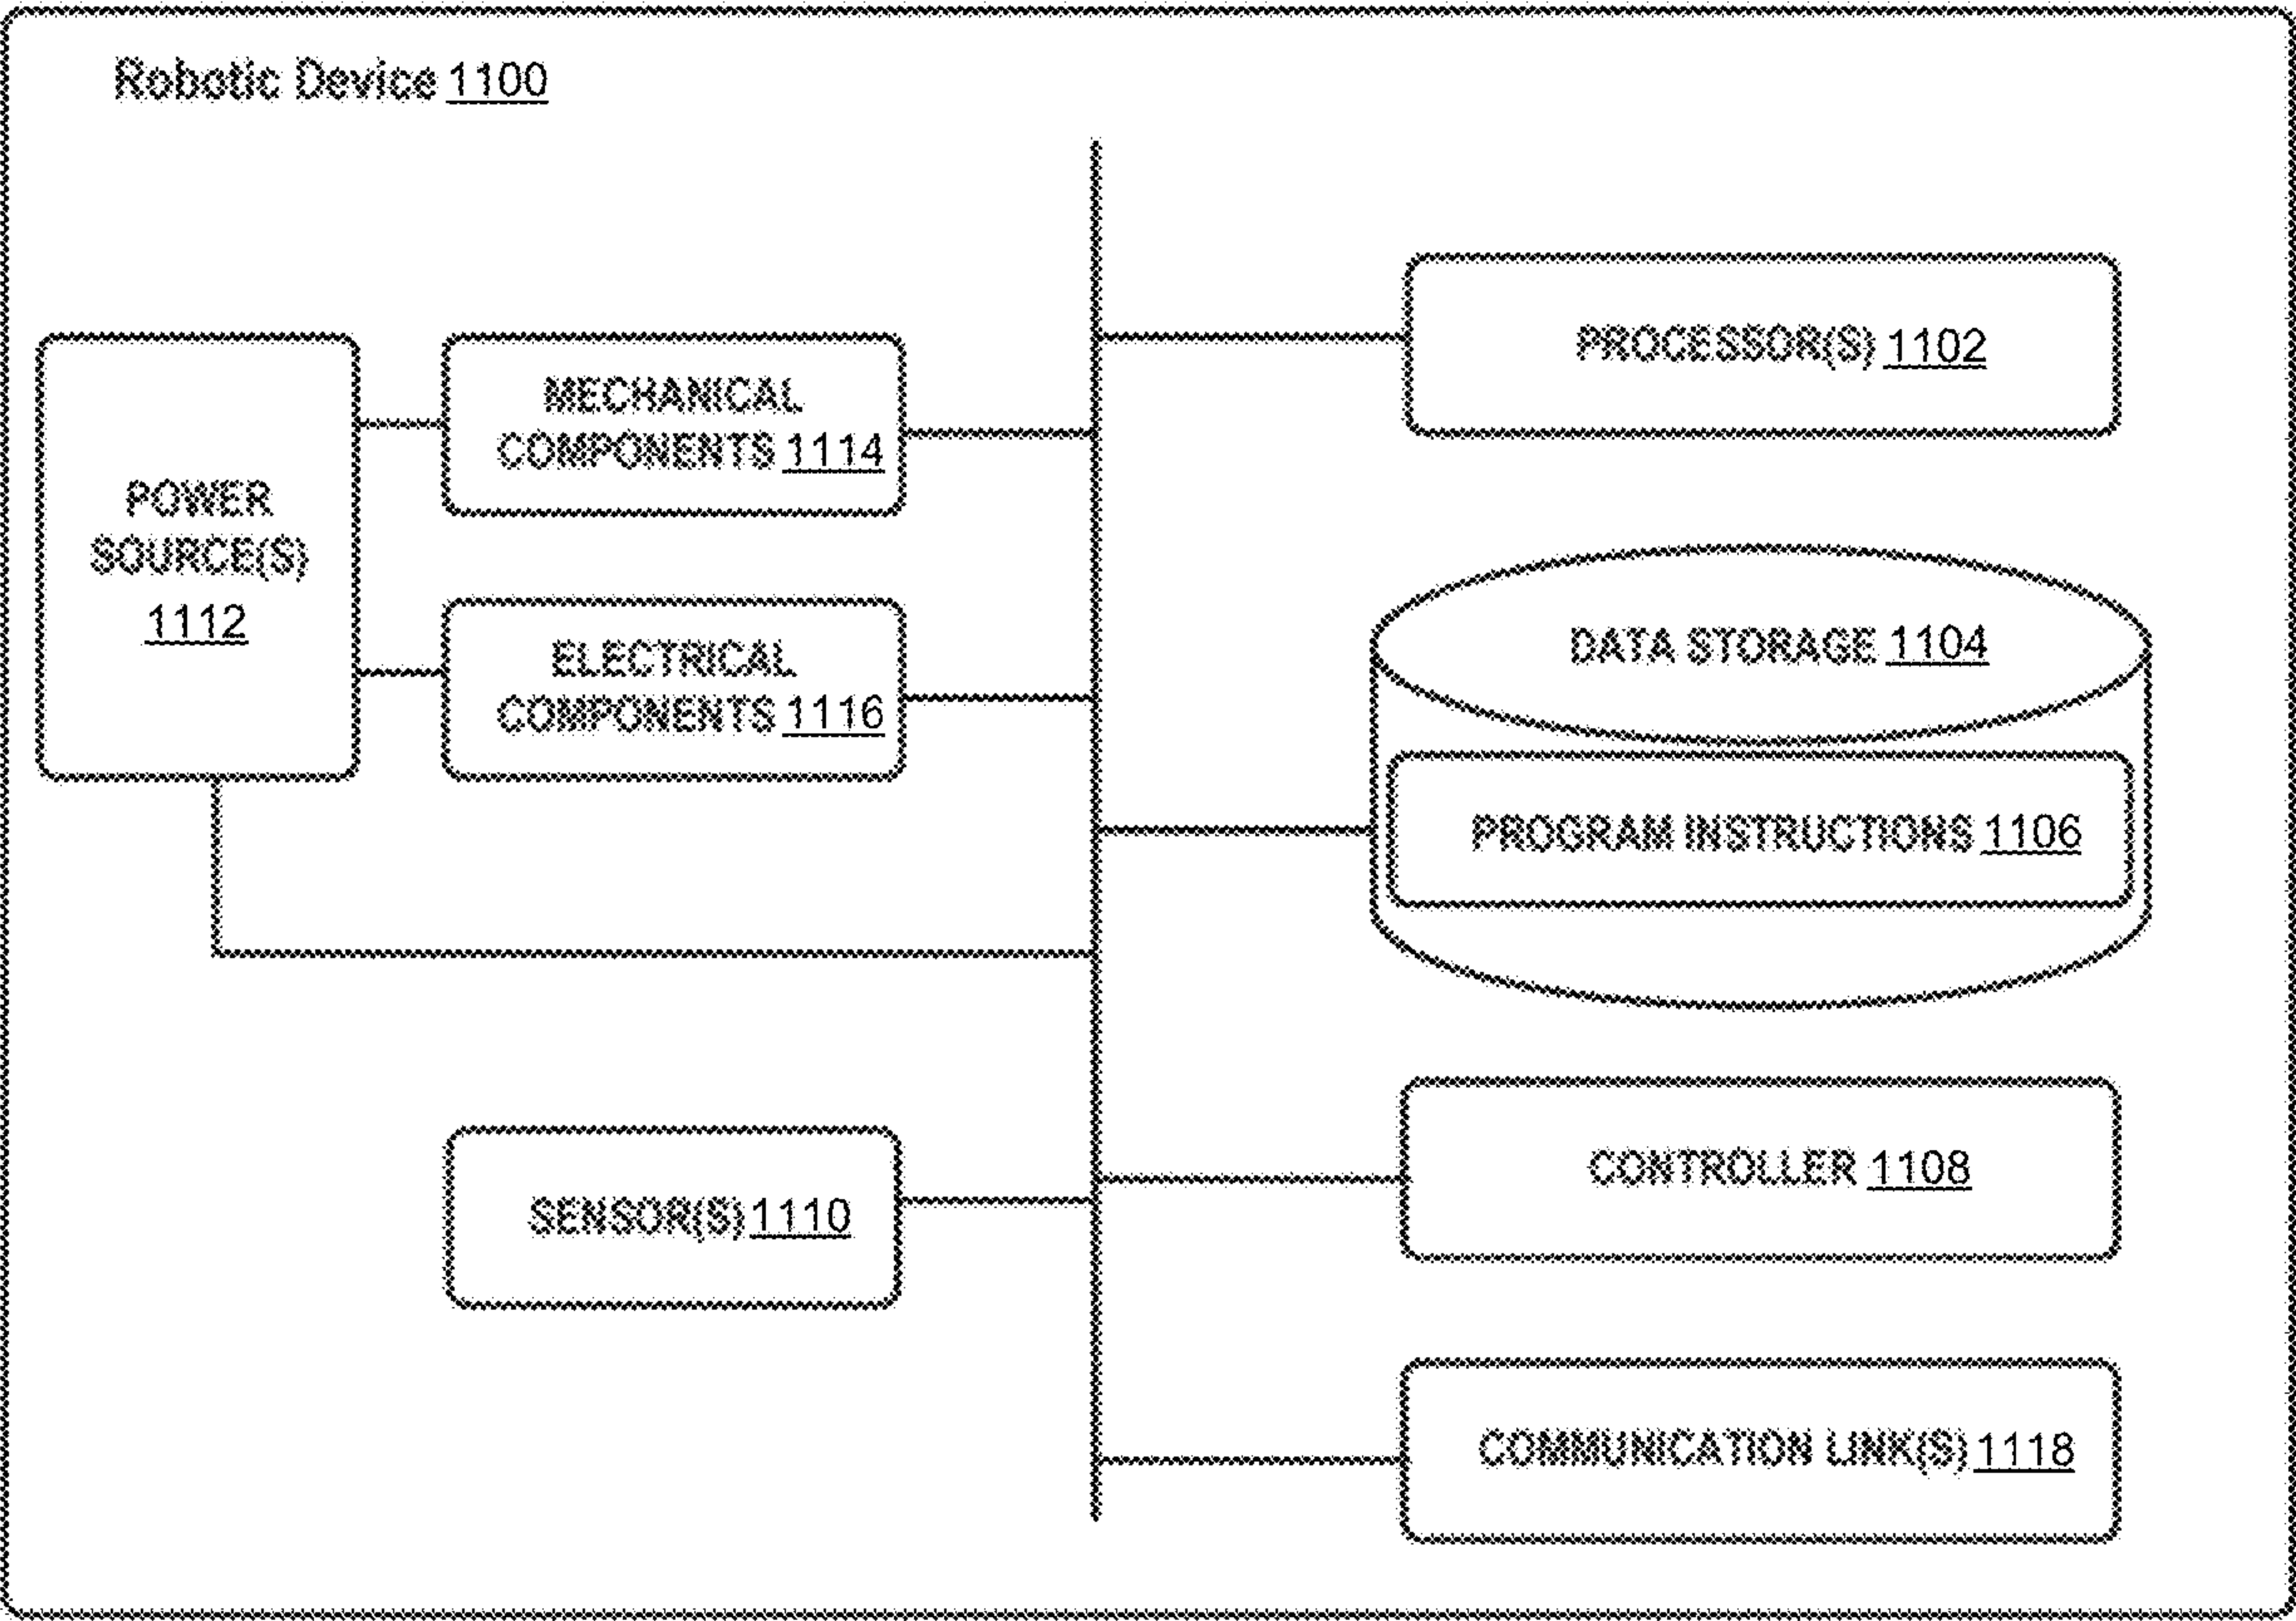 Robotic Device 1100
POWER
SOURCE(S)
1112
MECHANICAL
COMPONENTS 1114
ELECTRICAL
COMPONENTS 1116
SENSOR(S) 1110
PROCESSOR(S) 1102
DATA STORAGE 1104
PROGRAM INSTRUCTIONS 1106
CONTROLLER 1108
COMMUNICATION LINK(S) 1118